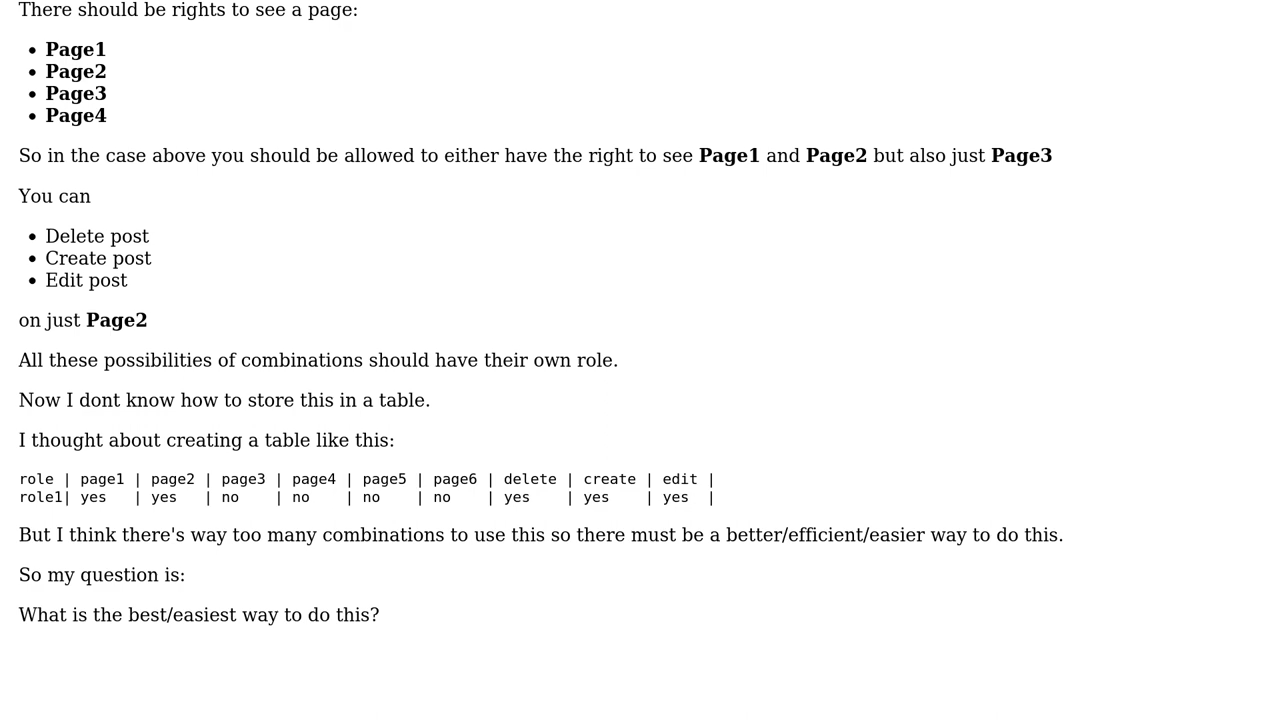 There should be rights to see a page:
• Page1
• Page2
• Page3
• Page4
So in the case above you should be allowed to either have the right to see Page1 and Page2 but also just Page3
You can
• Delete post
• Create post
• Edit post
on just Page2
All these possibilities of combinations should have their own role.
Now I dont know how to store this in a table.
I thought about creating a table like this:
role | page1 | page2 | page3 | page4 | page5 | page6 | delete | create | edit |
role1| yes   | yes   | no    | no    | no    | no    | yes    | yes    | yes  |
But I think there's way too many combinations to use this so there must be a better/efficient/easier way to do this.
So my question is:
What is the best/easiest way to do this?